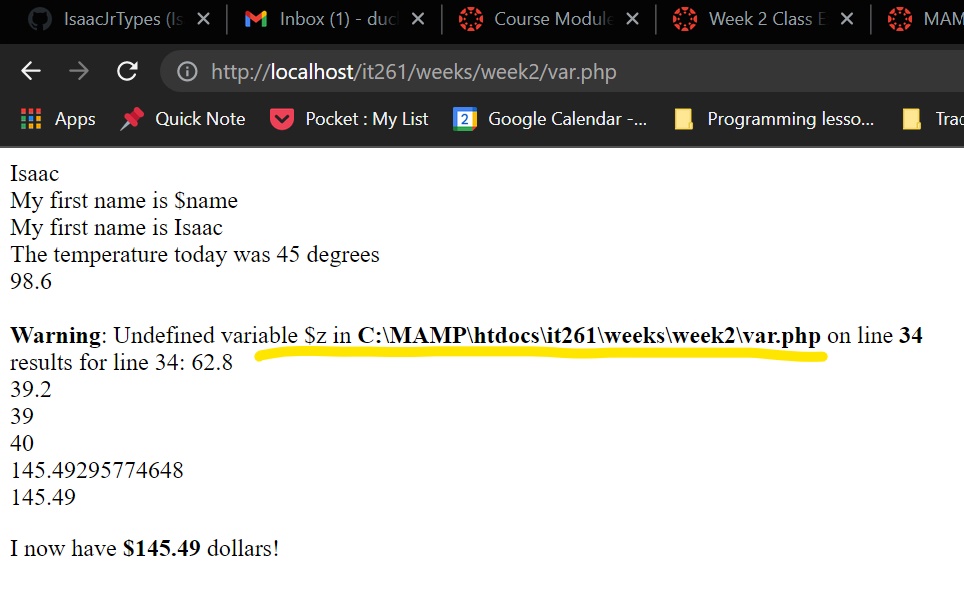 IsaacJrTypes (Is
Inbox (1) - duc
Course Module
Week 2 Class E
MAM
http://localhost/it261/weeks/week2/var.php
Apps
Quick Note
Pocket : My List
2
Google Calendar -...
Programming lesso...
Trac
Isaac
My first name is $name
My first name is Isaac
The temperature today was 45 degrees
98.6
Warning: Undefined variable $z in C:\MAMP\htdocs\it261\weeks\week2\var.php on line 34
results for line 34: 62.8
39.2
39
40
145.49295774648
145.49
I now have $145.49 dollars!